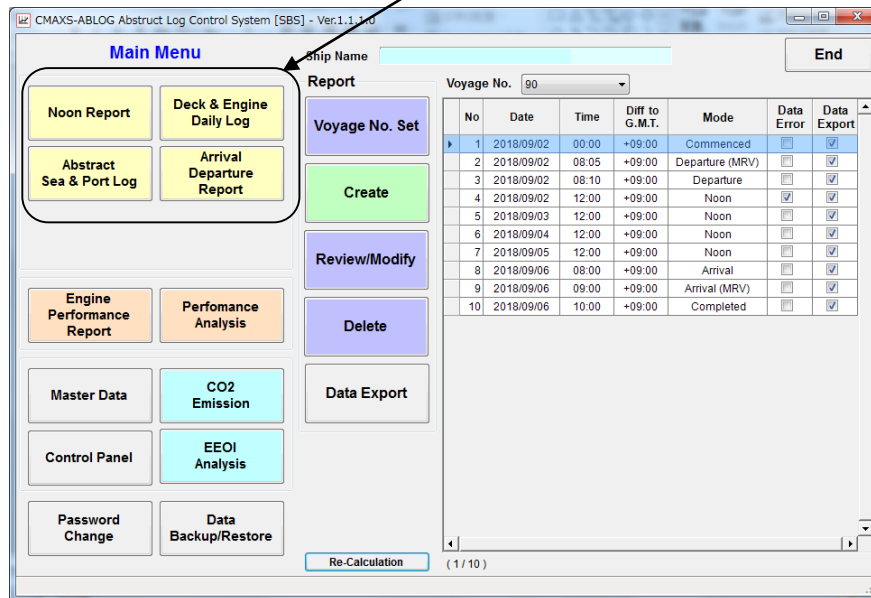 CMAXS-ABLOG Abstruct Log Control System [SBS] - Ver.1.1.1.0
Main Menu
Ship Name
End
Noon Report
Deck & Engine
Daily Log
Abstract
Sea & Port Log
Arrival
Departure
Report
Engine
Performance
Report
Perfomance
Analysis
Master Data
CO2
Emission
Control Panel
EEOI
Analysis
Password
Change
Data
Backup/Restore
Report
Voyage No. Set
Create
Review/Modify
Delete
Data Export
Re-Calculation
Voyage No. 90
No Date Time Diff to G.M.T. Mode Data Error Data Export
1 2018/09/02 00:00 +09:00 Commenced
2 2018/09/02 08:05 +09:00 Departure (MRV)
3 2018/09/02 08:10 +09:00 Departure
4 2018/09/02 12:00 +09:00 Noon
5 2018/09/03 12:00 +09:00 Noon
6 2018/09/04 12:00 +09:00 Noon
7 2018/09/05 12:00 +09:00 Noon
8 2018/09/06 08:00 +09:00 Arrival
9 2018/09/06 09:00 +09:00 Arrival (MRV)
10 2018/09/06 10:00 +09:00 Completed
( 1 / 10 )